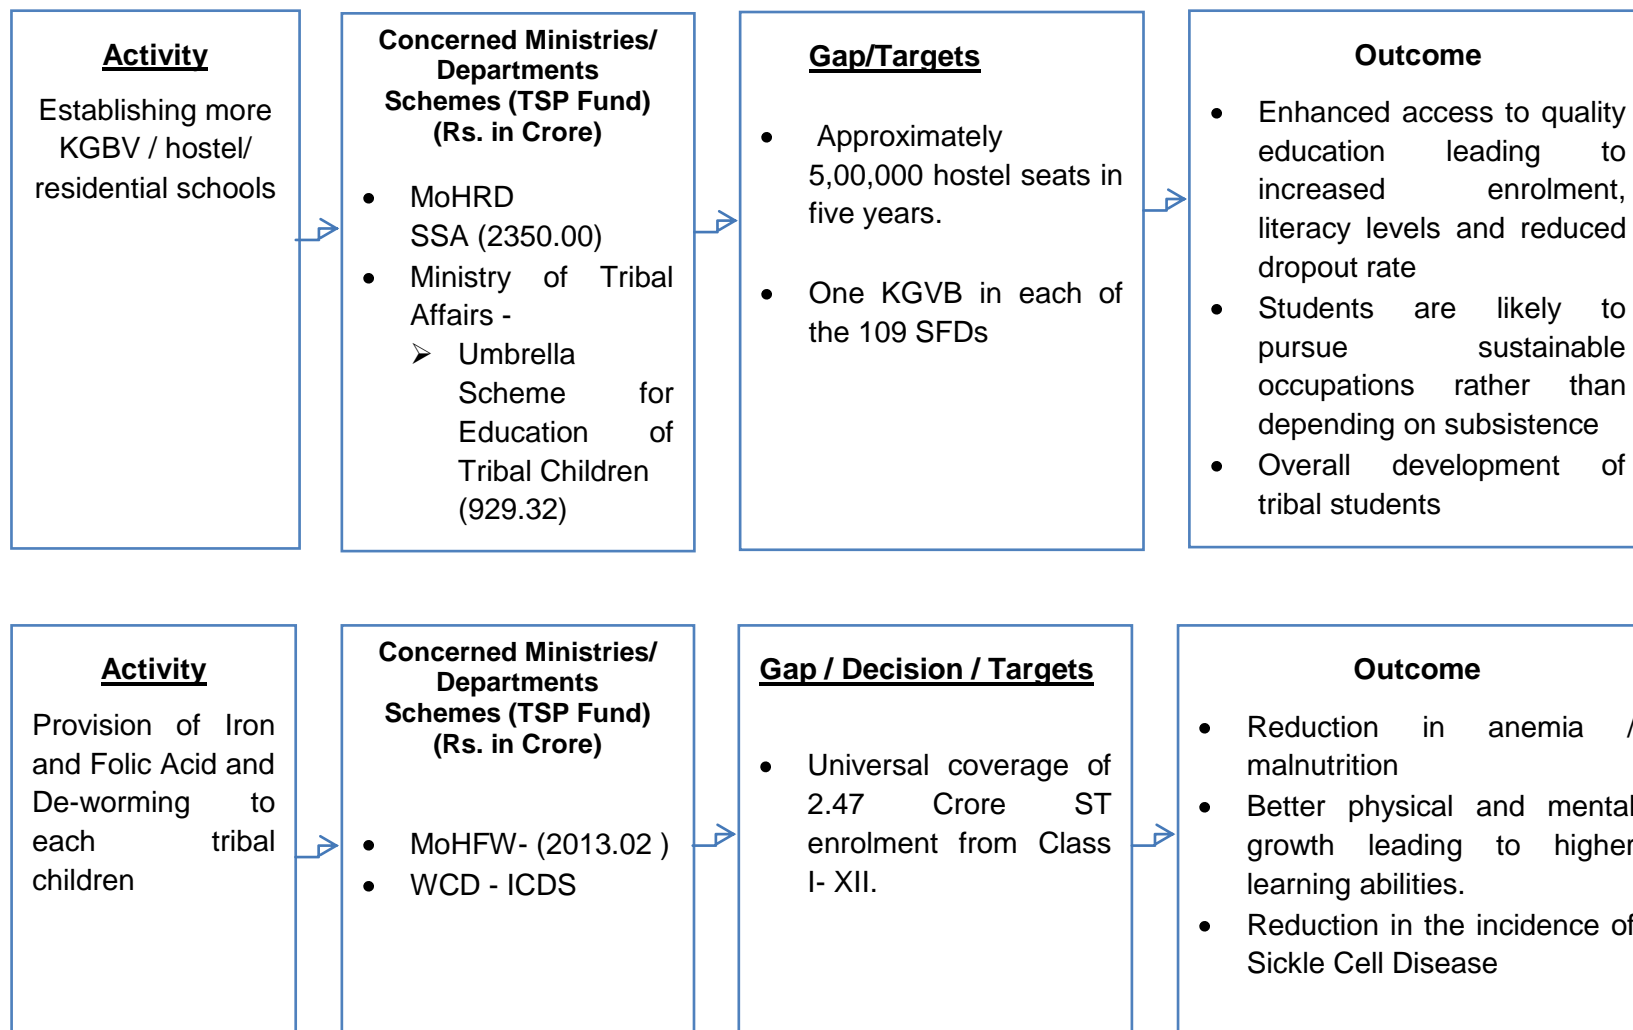 Activity
Establishing more
KGBV / hostel/
residential schools
Concerned Ministries/
Departments
Schemes (TSP Fund)
(Rs. in Crore)
• MoHRD
SSA (2350.00)
• Ministry of Tribal
Affairs -
➢ Umbrella
Scheme for
Education of
Tribal Children
(929.32)
Gap/Targets
• Approximately
5,00,000 hostel seats in
five years.
• One KGVB in each of
the 109 SFDs
Outcome
• Enhanced access to quality
education leading to
increased enrolment,
literacy levels and reduced
dropout rate
• Students are likely to
pursue sustainable
occupations rather than
depending on subsistence
• Overall development of
tribal students
Activity
Provision of Iron
and Folic Acid and
De-worming to
each tribal
children
Concerned Ministries/
Departments
Schemes (TSP Fund)
(Rs. in Crore)
• MoHFW- (2013.02 )
• WCD - ICDS
Gap / Decision / Targets
• Universal coverage of
2.47 Crore ST
enrolment from Class
I- XII.
Outcome
• Reduction in anemia /
malnutrition
• Better physical and mental
growth leading to higher
learning abilities.
• Reduction in the incidence of
Sickle Cell Disease